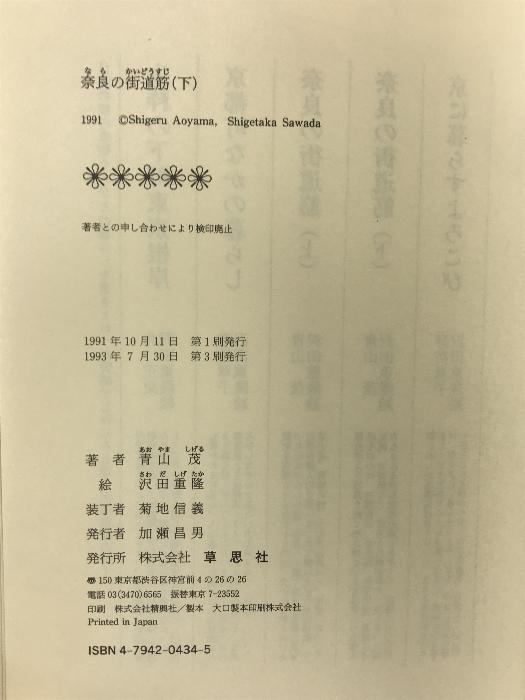 奈良の街道筋(下)
1991 ©Shigeru Aoyama, Shigetaka Sawada
著者との申し合わせにより検印廃止
1991年10月11日 第1刷発行
1993年7月30日 第3刷発行
著者 青山茂
絵 沢田重隆
装丁者 菊地信義
発行者 加瀬昌男
発行所 株式会社 草思社
〠150 東京都渋谷区神宮前4の26の26
電話 03(3470)6565 振替東京7-23552
印刷 株式会社精興社/製本 大口製本印刷株式会社
Printed in Japan
ISBN 4-7942-0434-5